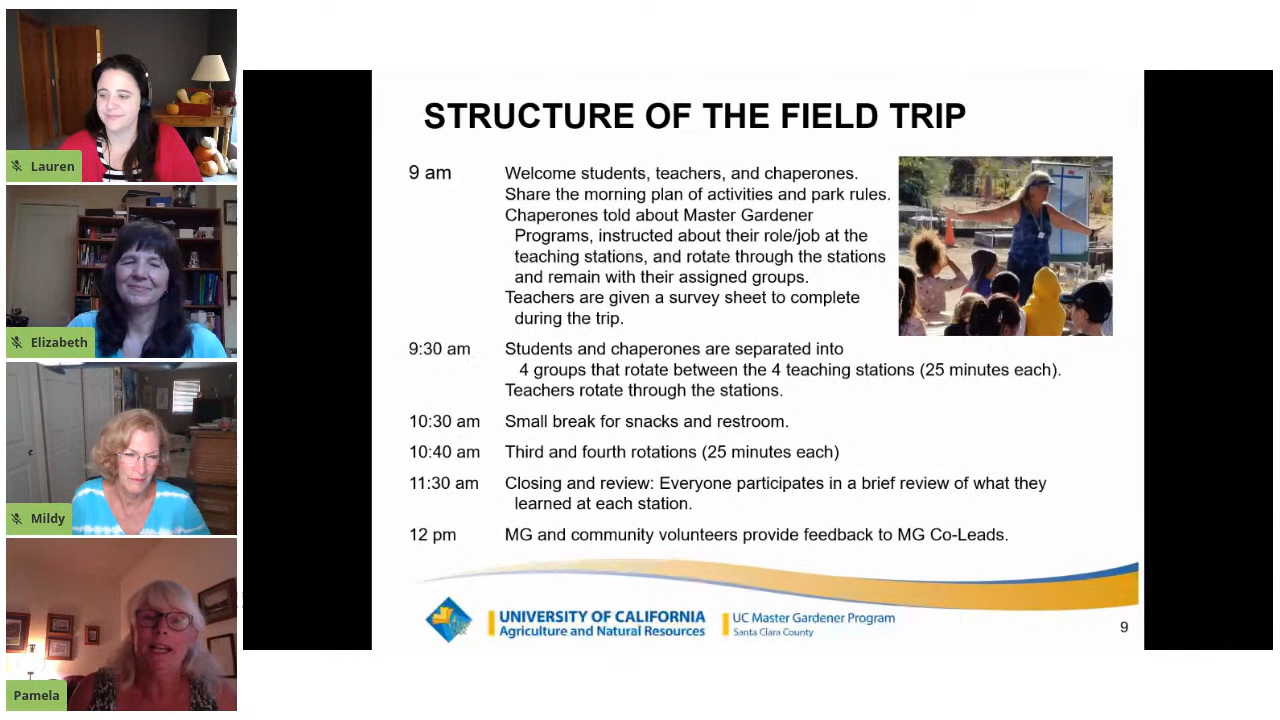 Lauren
Elizabeth
Mildy
Pamela
STRUCTURE OF THE FIELD TRIP
9 am Welcome students, teachers, and chaperones.
Share the morning plan of activities and park rules.
Chaperones told about Master Gardener
Programs, instructed about their role/job at the
teaching stations, and rotate through the stations
and remain with their assigned groups.
Teachers are given a survey sheet to complete
during the trip.
9:30 am Students and chaperones are separated into
4 groups that rotate between the 4 teaching stations (25 minutes each).
Teachers rotate through the stations.
10:30 am Small break for snacks and restroom.
10:40 am Third and fourth rotations (25 minutes each)
11:30 am Closing and review: Everyone participates in a brief review of what they
learned at each station.
12 pm MG and community volunteers provide feedback to MG Co-Leads.
UNIVERSITY OF CALIFORNIA
Agriculture and Natural Resources
UC Master Gardener Program
Santa Clara County
9